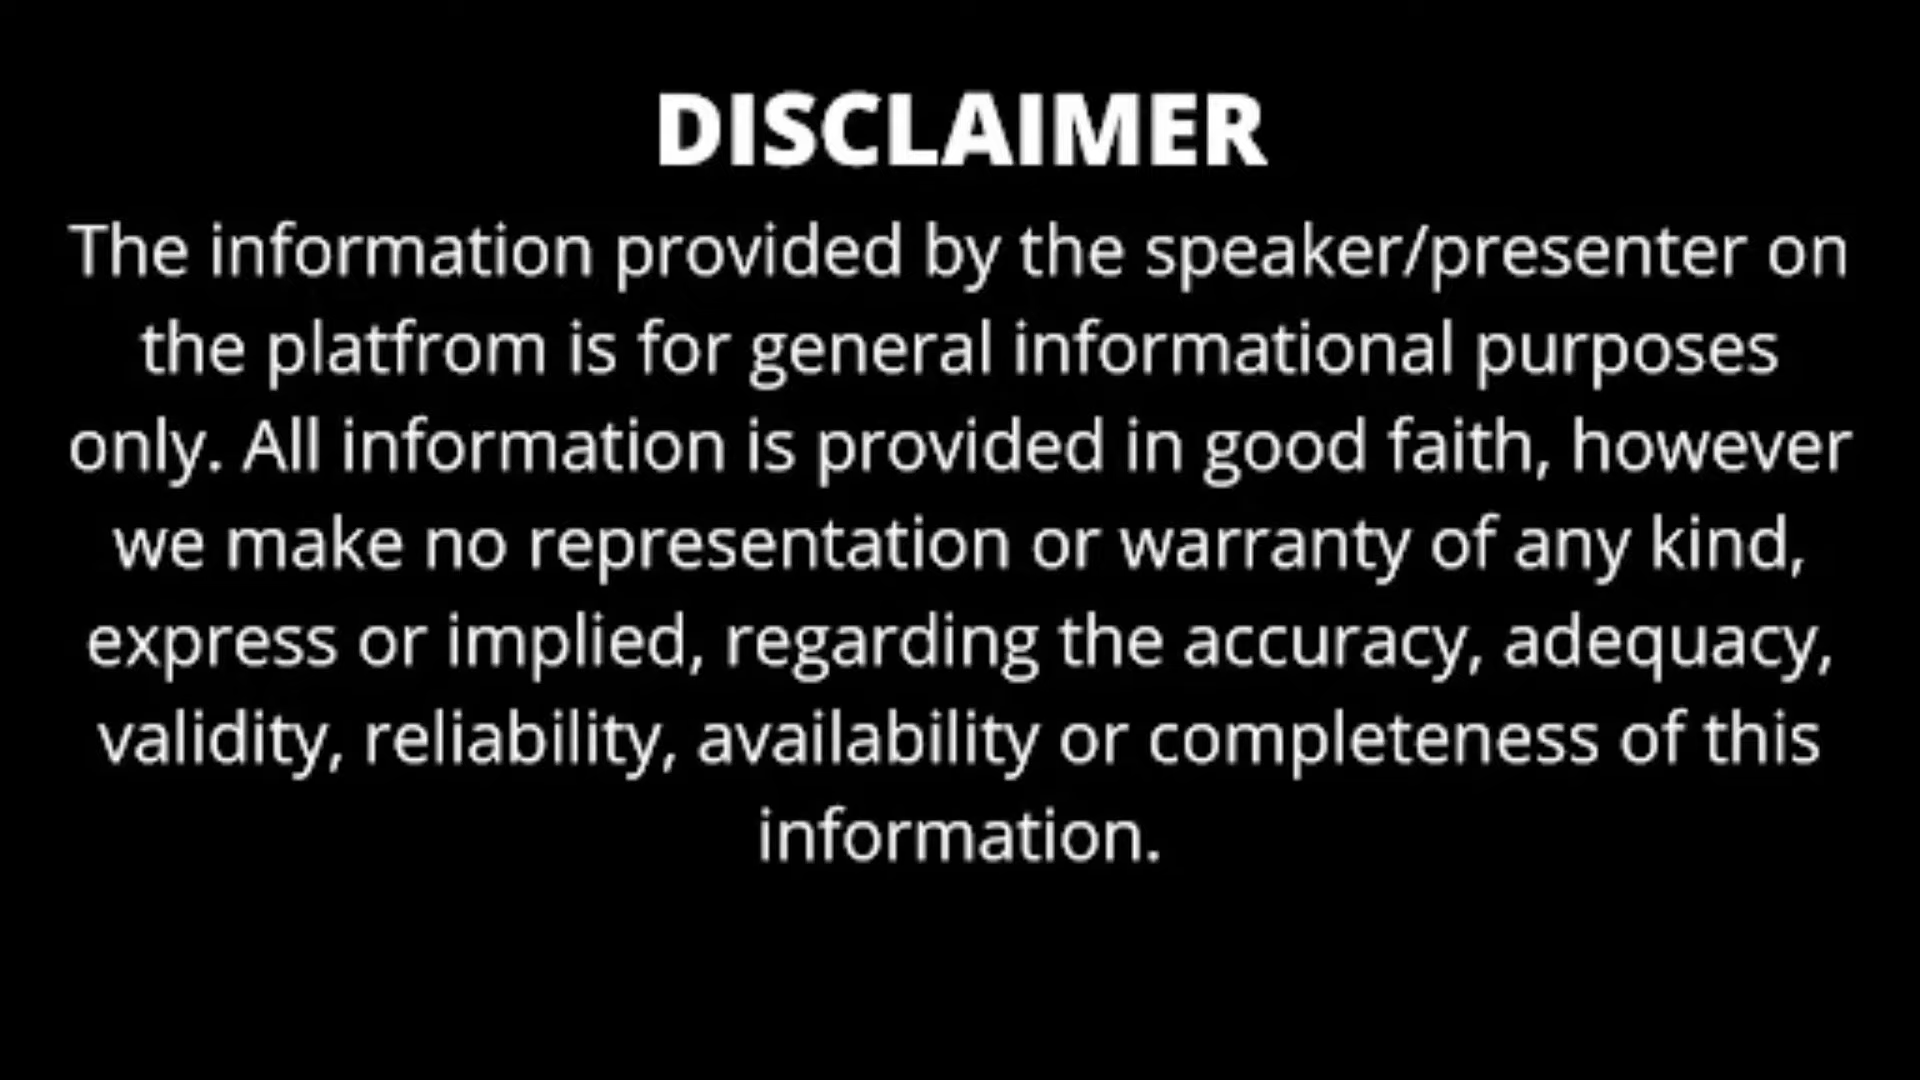 DISCLAIMER
The information provided by the speaker/presenter on
the platfrom is for general informational purposes
only. All information is provided in good faith, however
we make no representation or warranty of any kind,
express or implied, regarding the accuracy, adequacy,
validity, reliability, availability or completeness of this
information.